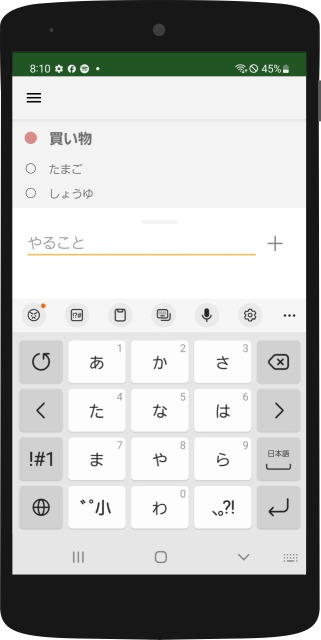 8:10 45%
買い物
たまご
しょうゆ
やること
!?#
あ 1 か 2 さ 3
た 4 な 5 は 6
!#1 ま 7 や 8 ら 9 日本語
゛゜小 わ 0 、。?!